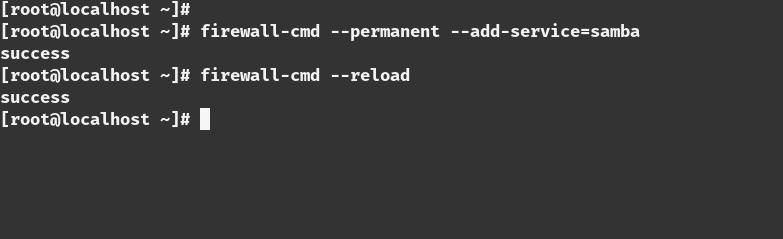 [root@localhost ~]#
[root@localhost ~]# firewall-cmd --permanent --add-service=samba
success
[root@localhost ~]# firewall-cmd --reload
success
[root@localhost ~]#